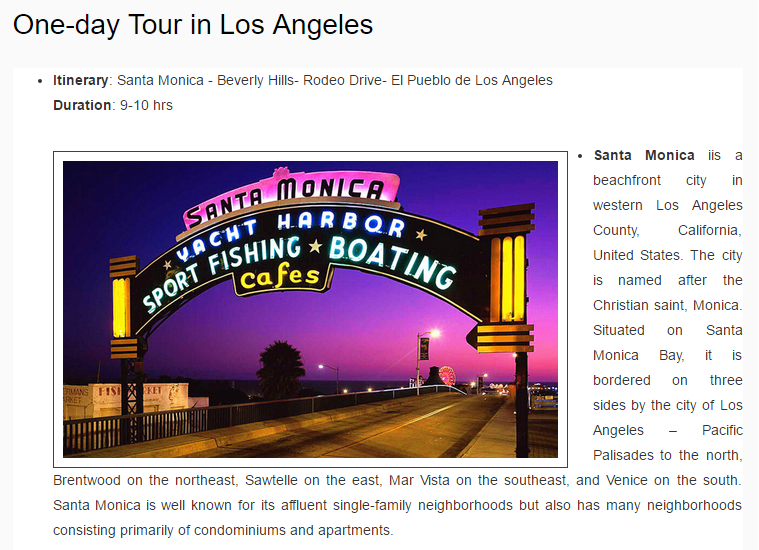 One-day Tour in Los Angeles
Itinerary: Santa Monica - Beverly Hills- Rodeo Drive- El Pueblo de Los Angeles
Duration: 9-10 hrs
SANTA MONICA
YACHT HARBOR
SPORT FISHING ★ BOATING
cafes
FISH MARKET
Santa Monica iis a
beachfront city in
western Los Angeles
County, California,
United States. The city
is named after the
Christian saint, Monica.
Situated on Santa
Monica Bay, it is
bordered on three
sides by the city of Los
Angeles – Pacific
Palisades to the north,
Brentwood on the northeast, Sawtelle on the east, Mar Vista on the southeast, and Venice on the south.
Santa Monica is well known for its affluent single-family neighborhoods but also has many neighborhoods
consisting primarily of condominiums and apartments.